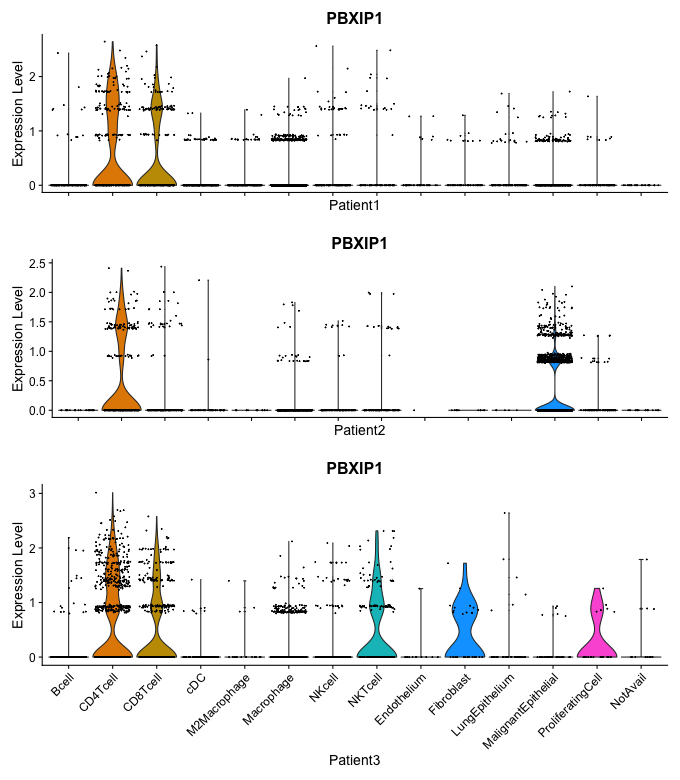 PBXIP1
Expression Level
2
1
0
Patient1
PBXIP1
Expression Level
2.5
2.0
1.5
1.0
0.5
0.0
Patient2
PBXIP1
Expression Level
3
2
1
0
Bcell CD4Tcell CD8Tcell cDC M2Macrophage Macrophage NKcell NKTcell Endothelium Fibroblast LungEpithelium MalignantEpithelial ProliferatingCell NotAvail
Patient3